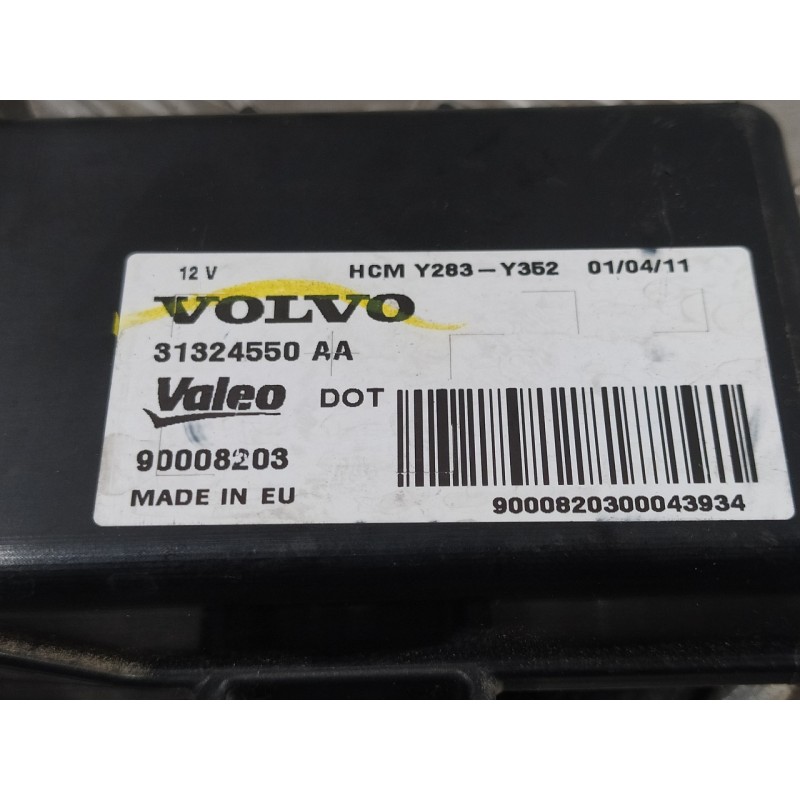 12 V HCM Y283-Y352 01/04/11
VOLVO
31324550 AA
Valeo DOT
90008203
MADE IN EU
9000820300043934